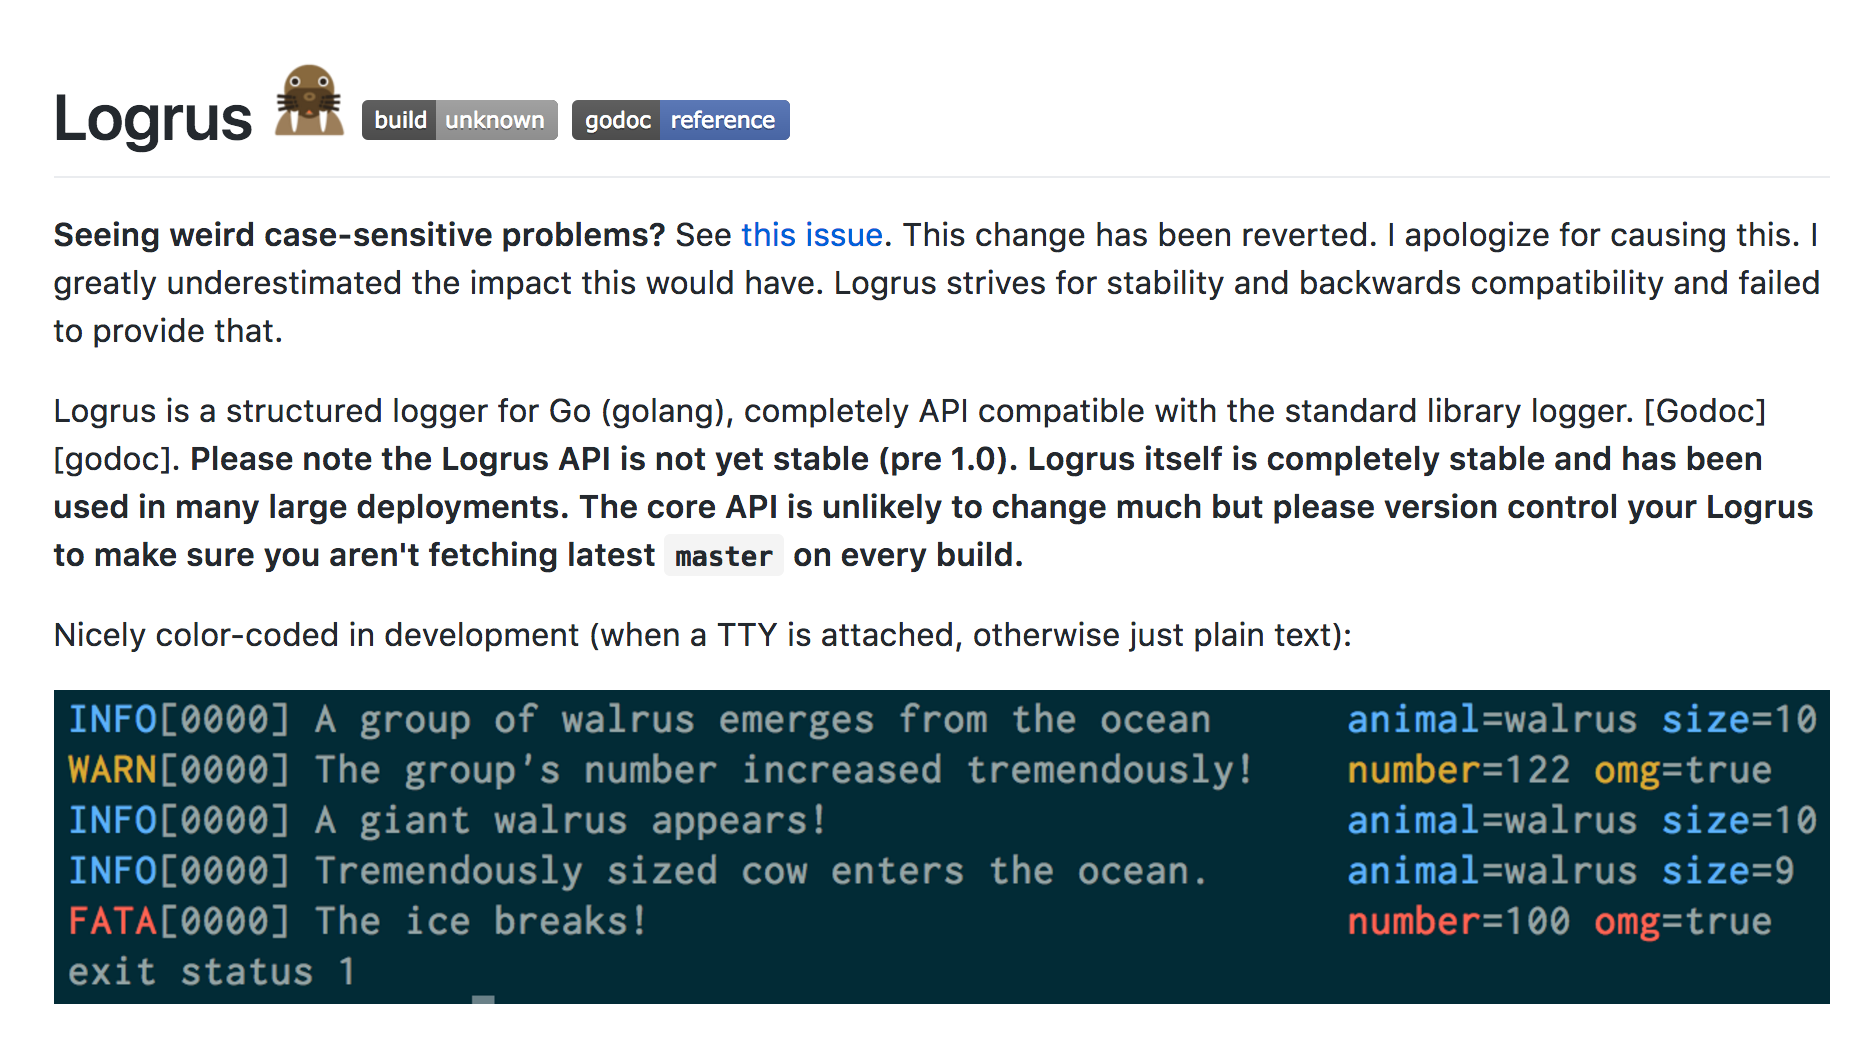 Logrus build unknown godoc reference
Seeing weird case-sensitive problems? See this issue. This change has been reverted. I apologize for causing this. I
greatly underestimated the impact this would have. Logrus strives for stability and backwards compatibility and failed
to provide that.
Logrus is a structured logger for Go (golang), completely API compatible with the standard library logger. [Godoc]
[godoc]. Please note the Logrus API is not yet stable (pre 1.0). Logrus itself is completely stable and has been
used in many large deployments. The core API is unlikely to change much but please version control your Logrus
to make sure you aren't fetching latest master on every build.
Nicely color-coded in development (when a TTY is attached, otherwise just plain text):
INFO[0000] A group of walrus emerges from the ocean animal=walrus size=10
WARN[0000] The group's number increased tremendously! number=122 omg=true
INFO[0000] A giant walrus appears! animal=walrus size=10
INFO[0000] Tremendously sized cow enters the ocean. animal=walrus size=9
FATA[0000] The ice breaks! number=100 omg=true
exit status 1